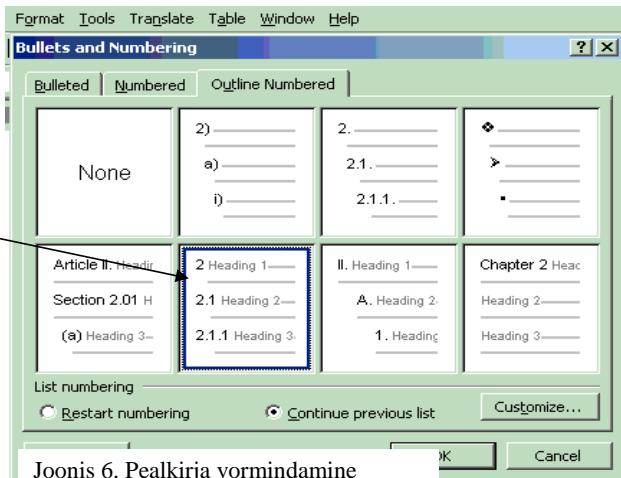 Format Tools Translate Table Window Help
Bullets and Numbering
Bulleted Numbered Outline Numbered
None
2)
a)
i)
2.
2.1.
2.1.1.
Article II. Headir
Section 2.01 H
(a) Heading 3
2 Heading 1
2.1 Heading 2
2.1.1 Heading 3
II. Heading 1
A. Heading 2
1. Heading
Chapter 2 Heac
Heading 2
Heading 3
List numbering
Restart numbering Continue previous list Customize...
Cancel
Joonis 6. Pealkirja vormindamine